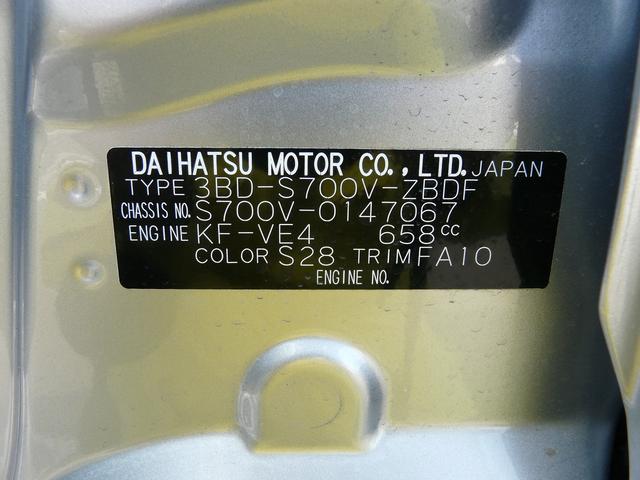 DAIHATSU MOTOR CO., LTD. JAPAN
TYPE 3BD-S700V-ZBDF
CHASSIS NO. S700V-0147067
ENGINE KF-VE4 658CC
COLOR S28 TRIM FA10
ENGINE NO.